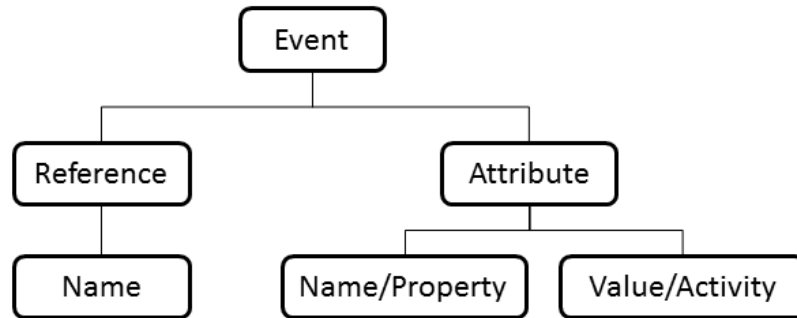 Event
Reference
Attribute
Name
Name/Property
Value/Activity